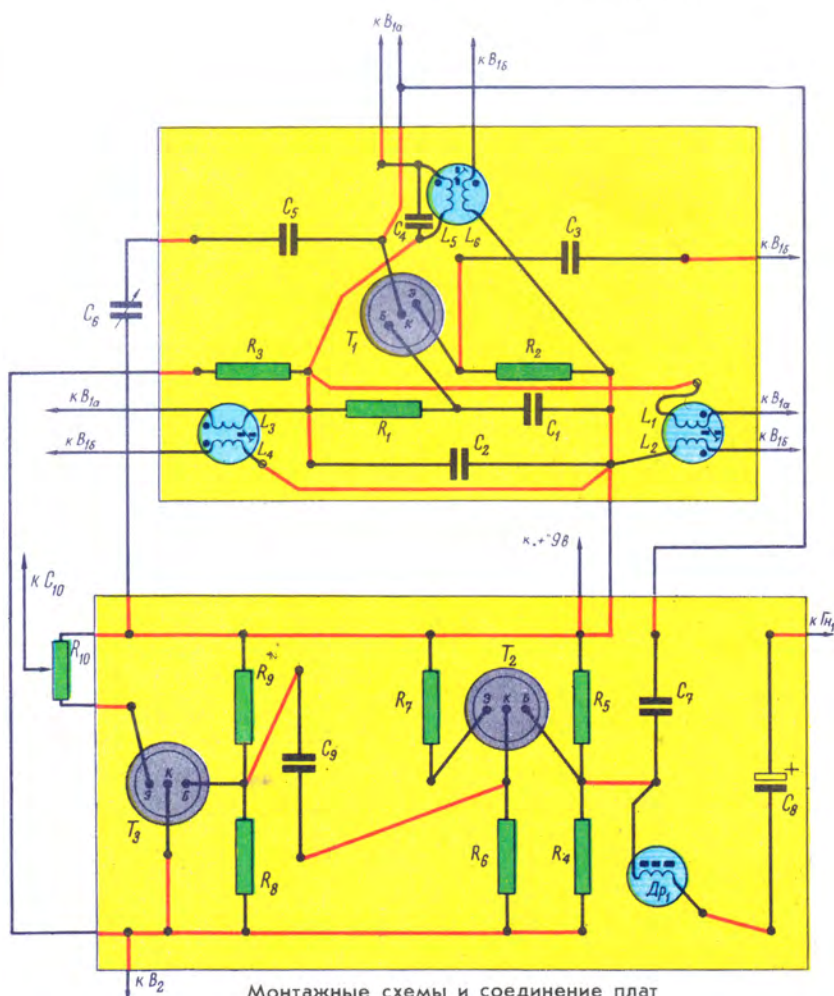 к В1а
к В1б
C5
C4
L5 L6
C3
к В1б
C6
Э
Б
К
T1
R3
R2
к В1а
L3
R1
C1
L1
к В1а
к В1б
L4
C2
L2
к В1б
к C10
к + 9в
к Гн1
R10
R9
R7
T2
R5
C7
Э К Б
C9
+
C8
Э К Б
T3
R8
R6
R4
Др1
к В2
Монтажные схемы и соединение плат